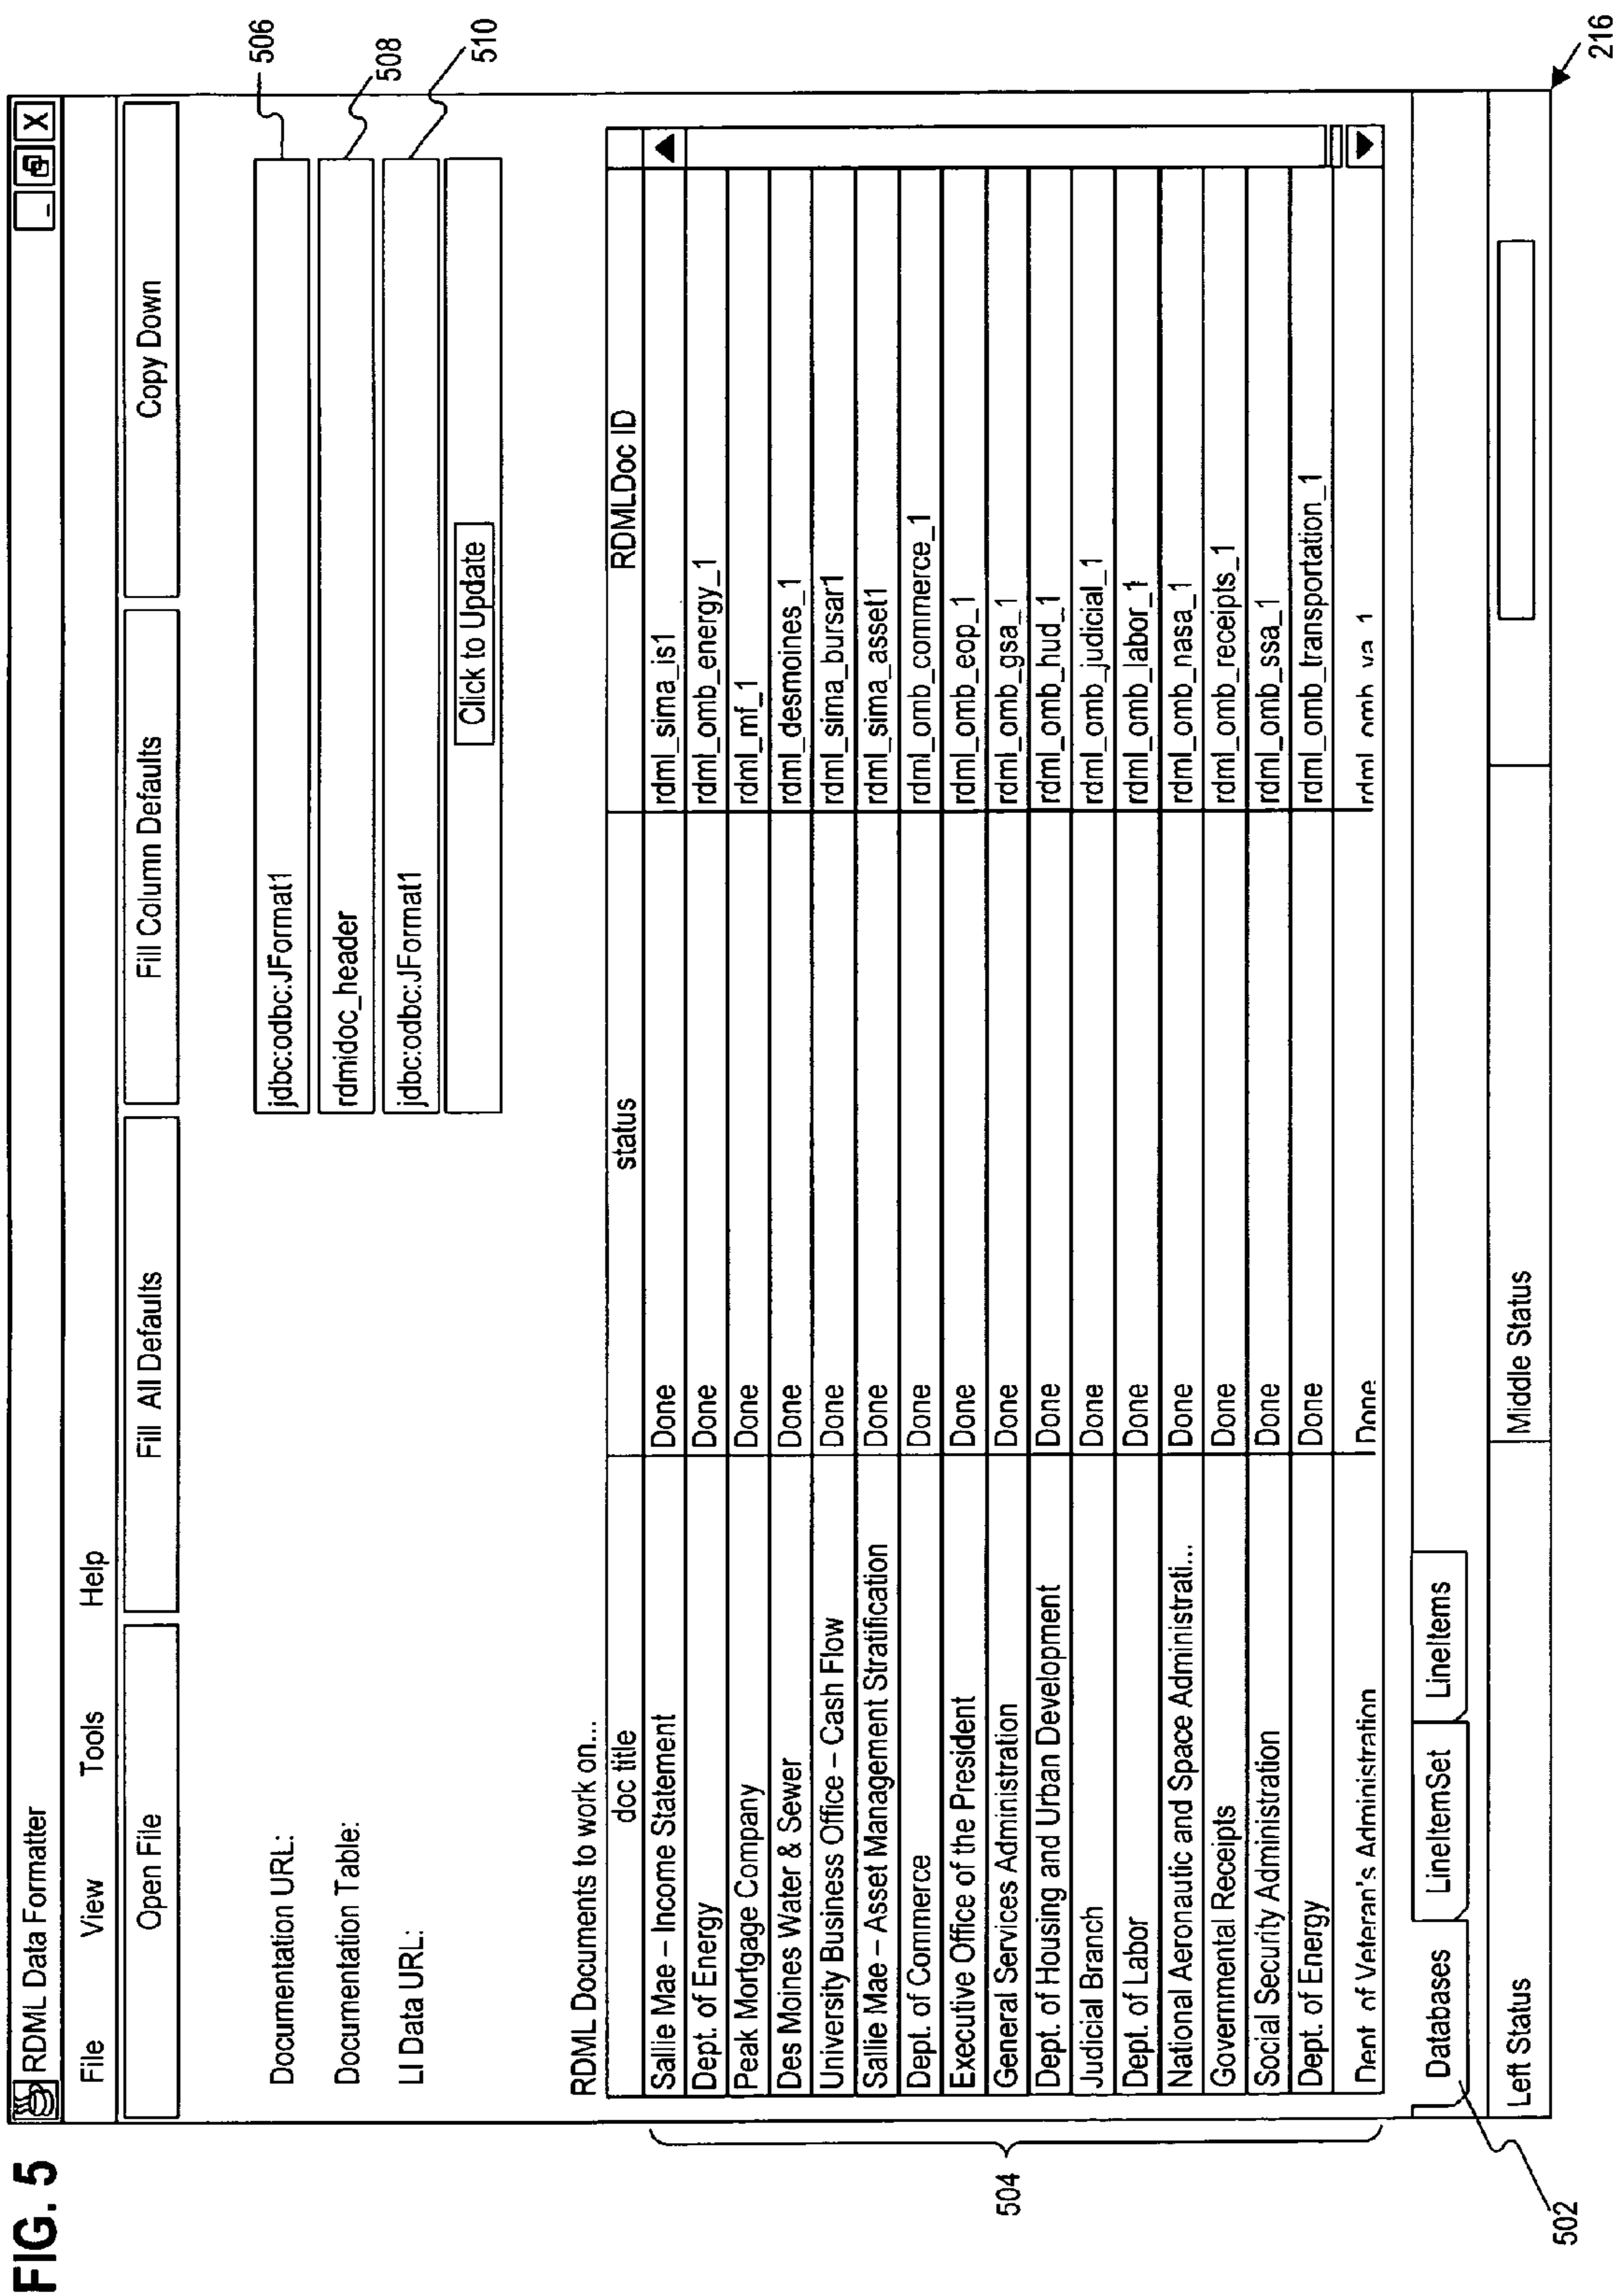 FIG. 5
RDML Data Formatter
_ X
File View Tools Help
Open File Fill All Defaults Fill Column Defaults Copy Down
Documentation URL: jdbc:odbc:JFormat1 506
Documentation Table: rdmidoc_header 508
LI Data URL: jdbc:odbc:JFormat1 510
Click to Update
RDML Documents to work on...
doc title status RDMLDoc ID
Sallie Mae – Income Statement Done rdml_sima_is1
Dept. of Energy Done rdml_omb_energy_1
Peak Mortgage Company Done rdml_mf_1
Des Moines Water & Sewer Done rdml_desmoines_1
University Business Office – Cash Flow Done rdml_sima_bursar1
Sallie Mae – Asset Management Stratification Done rdml_sima_asset1
Dept. of Commerce Done rdml_omb_commerce_1
Executive Office of the President Done rdml_omb_eop_1
General Services Administration Done rdml_omb_gsa_1
Dept. of Housing and Urban Development Done rdml_omb_hud_1
Judicial Branch Done rdml_omb_judicial_1
Dept. of Labor Done rdml_omb_labor_1
National Aeronautic and Space Administrati... Done rdml_omb_nasa_1
Governmental Receipts Done rdml_omb_receipts_1
Social Security Administration Done rdml_omb_ssa_1
Dept. of Energy Done rdml_omb_transportation_1
Dept of Veteran's Administration Done rdml_omb_va_1
504
Databases LineItemSet LineItems
502
Left Status Middle Status
216